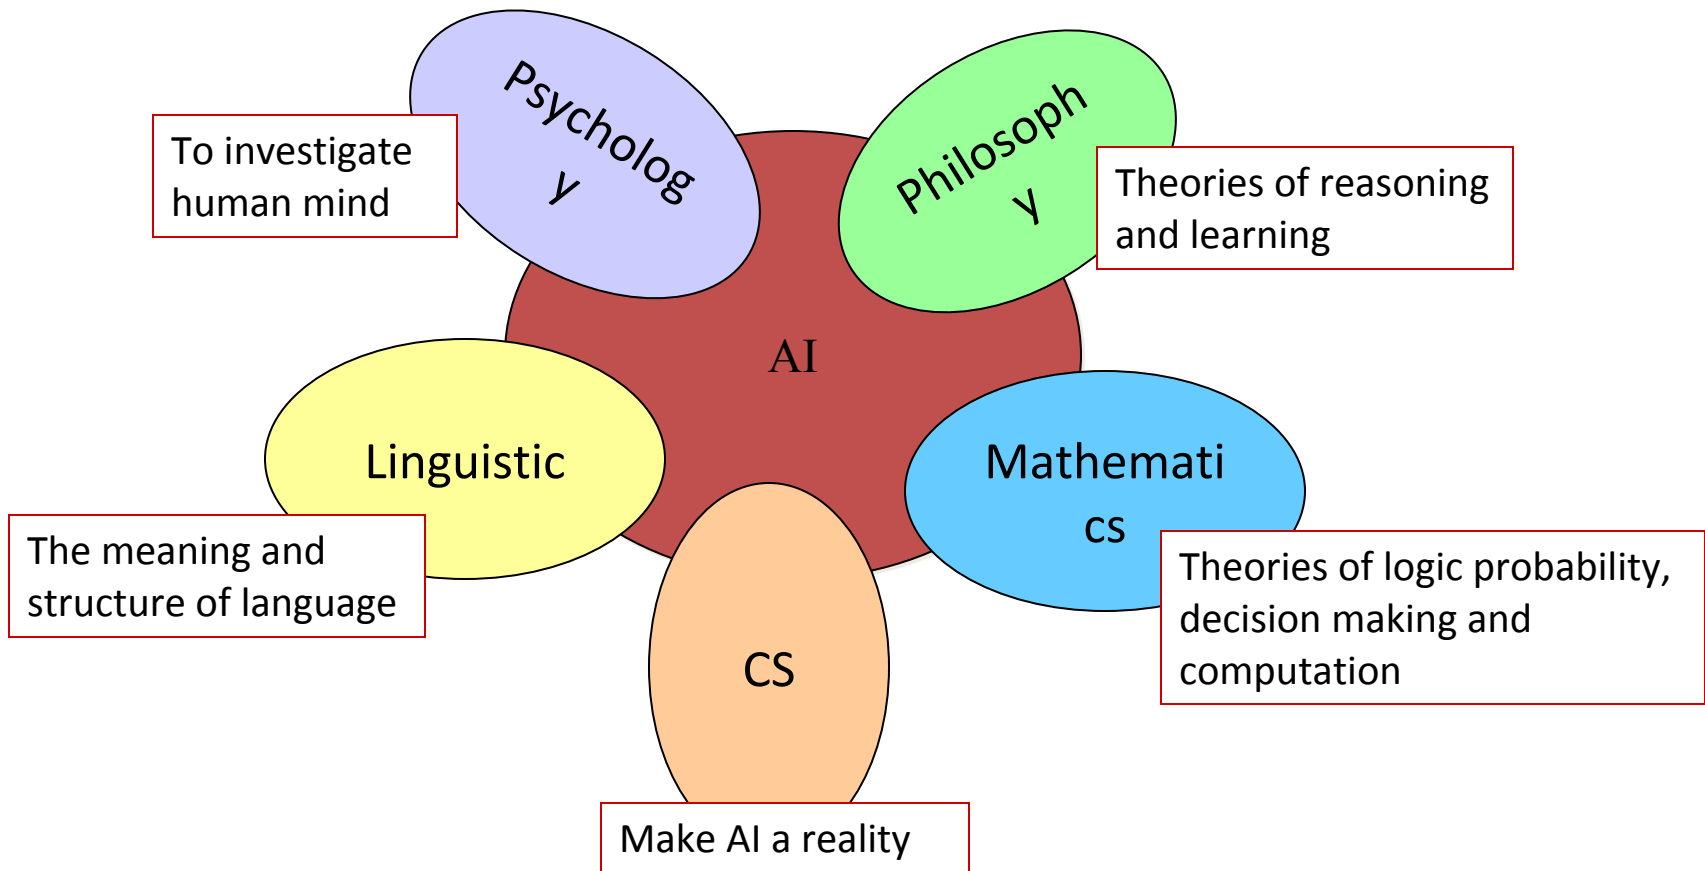 Psycholog
y
Philosoph
y
To investigate
human mind
Theories of reasoning
and learning
AI
Linguistic
Mathemati
cs
The meaning and
structure of language
Theories of logic probability,
decision making and
computation
CS
Make AI a reality